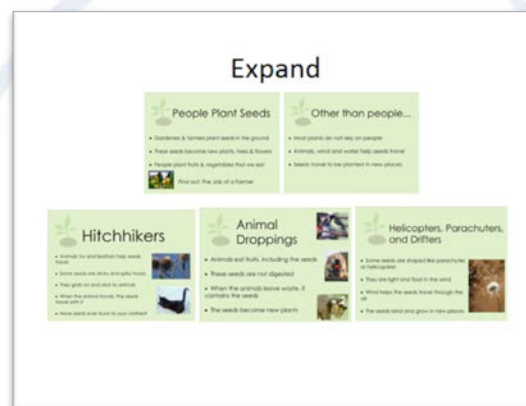 Expand
People Plant Seeds
• Gardeners & farmers plant seeds in the ground
• These seeds become new plants, trees & flowers
• People plant fruits & vegetables that we eat
Find out: The Job of a Farmer
Other than people...
• Most plants do not rely on people
• Animals, wind and water help seeds travel
• Seeds travel to be planted in new places
Hitchhikers
• Animals' fur and feathers help seeds
travel
• Some seeds are sticky and spiky hooks
• They grab on and stick to animals
• When the animal travels, the seeds
travel with it
• Have seeds ever stuck to your clothes?
Animal
Droppings
• Animals eat fruits, including the seeds
• These seeds are not digested
• When the animals leave waste, it
contains the seeds
• The seeds become new plants
Helicopters, Parachuters,
and Drifters
• Some seeds are shaped like parachutes
or helicopters
• They are light and float in the wind
• Wind helps the seeds travel through the
air
• The seeds land and grow in new places